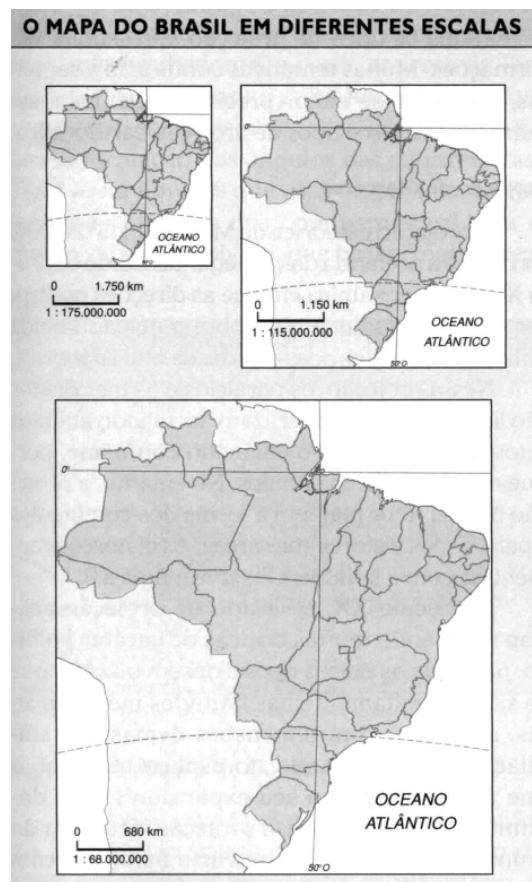 O MAPA DO BRASIL EM DIFERENTES ESCALAS
OCEANO
ATLÂNTICO
50°O
0 1.750 km
1 : 175.000.000
0 1.150 km
1 : 115.000.000
OCEANO
ATLÂNTICO
50°O
0°
OCEANO
ATLÂNTICO
0 680 km
1 : 68.000.000
50°O